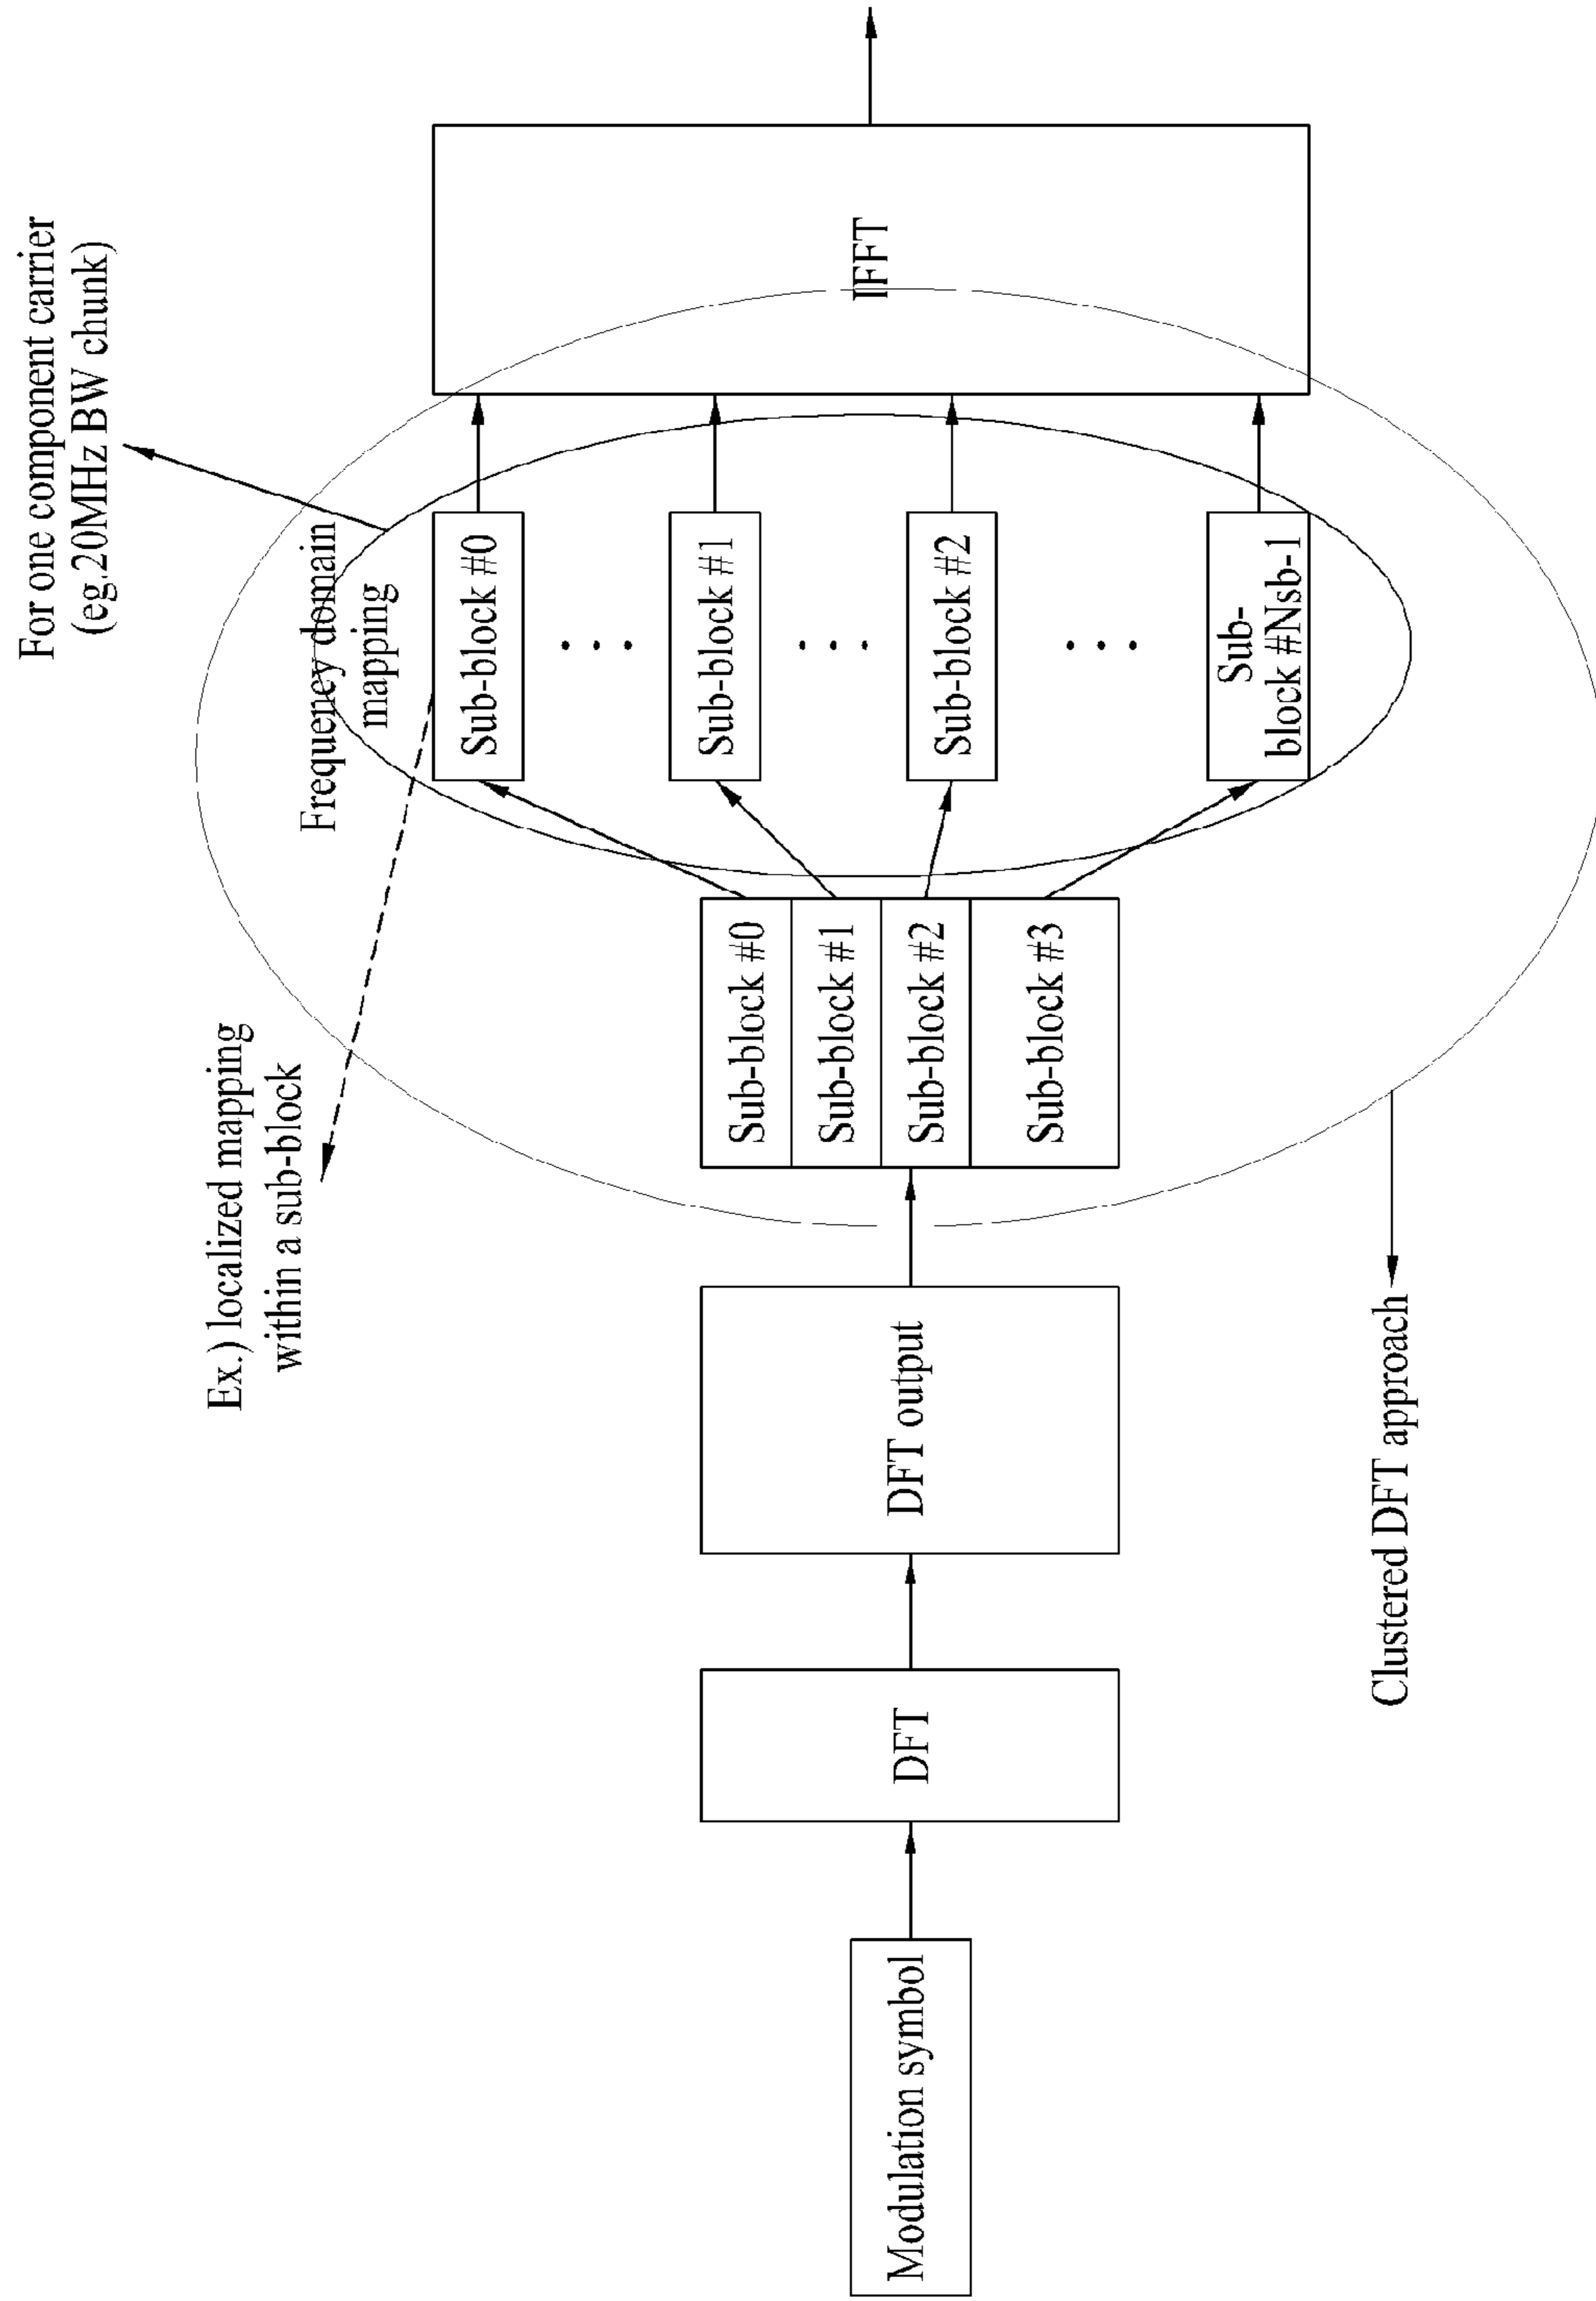 For one component carrier
(eg.20MHz BW chunk)
Ex.) localized mapping
within a sub-block
Frequency domain
mapping
Modulation symbol
DFT
DFT output
Sub-block #0
Sub-block #1
Sub-block #2
Sub-block #3
Sub-block #0
Sub-block #1
Sub-block #2
Sub-
block #Nsb-1
IFFT
Clustered DFT approach